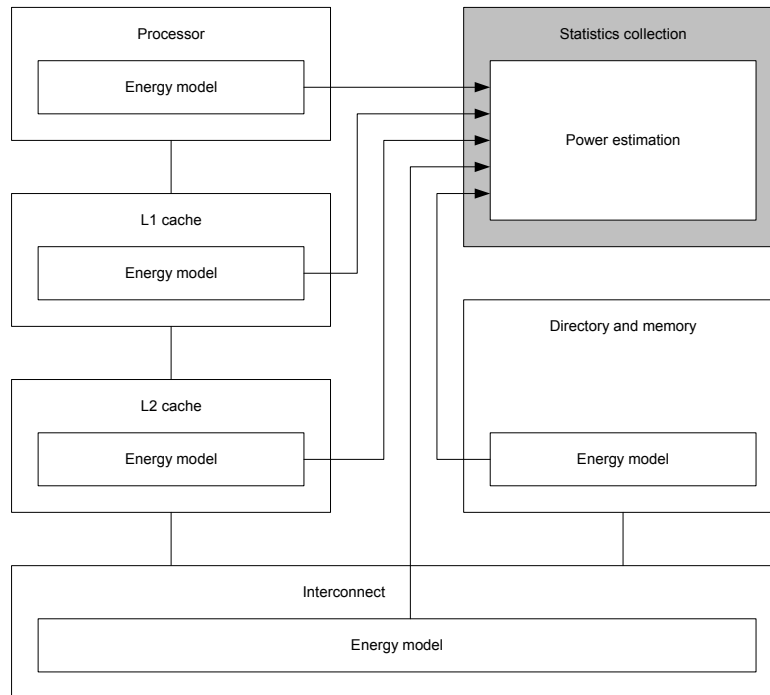 Processor
Energy model
Statistics collection
Power estimation
L1 cache
Energy model
Directory and memory
Energy model
L2 cache
Energy model
Interconnect
Energy model